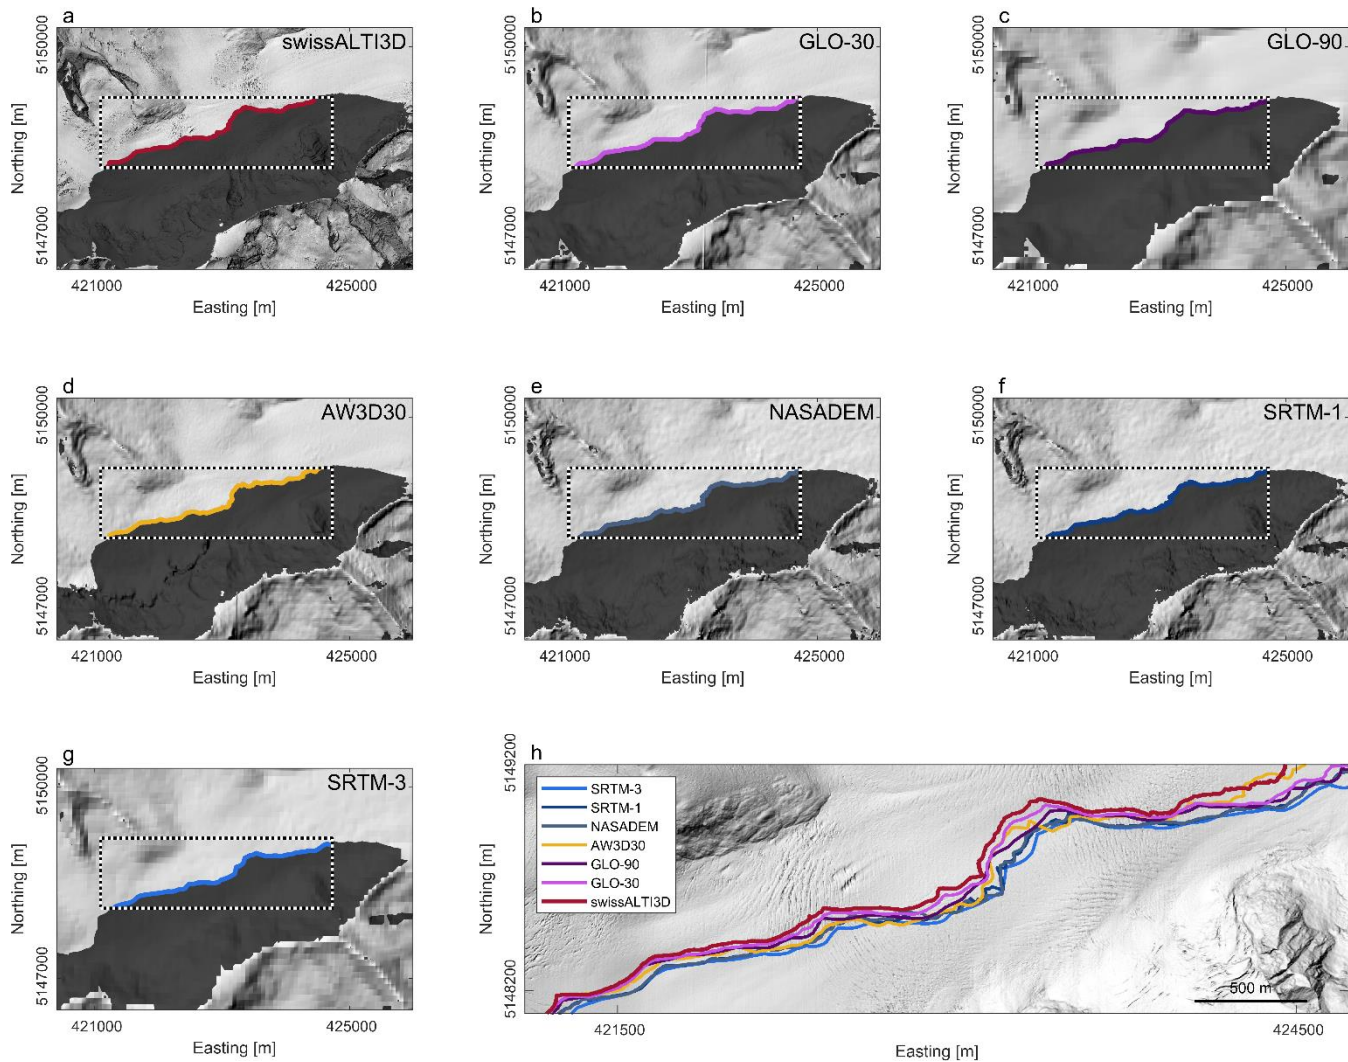 a
swissALTI3D
5150000
5147000
Northing [m]
421000
425000
Easting [m]
b
GLO-30
5150000
5147000
Northing [m]
421000
425000
Easting [m]
c
GLO-90
5150000
5147000
Northing [m]
421000
425000
Easting [m]
d
AW3D30
5150000
5147000
Northing [m]
421000
425000
Easting [m]
e
NASADEM
5150000
5147000
Northing [m]
421000
425000
Easting [m]
f
SRTM-1
5150000
5147000
Northing [m]
421000
425000
Easting [m]
g
SRTM-3
5150000
5147000
Northing [m]
421000
425000
Easting [m]
h
5149200
5148200
Northing [m]
SRTM-3
SRTM-1
NASADEM
AW3D30
GLO-90
GLO-30
swissALTI3D
500 m
421500
424500
Easting [m]